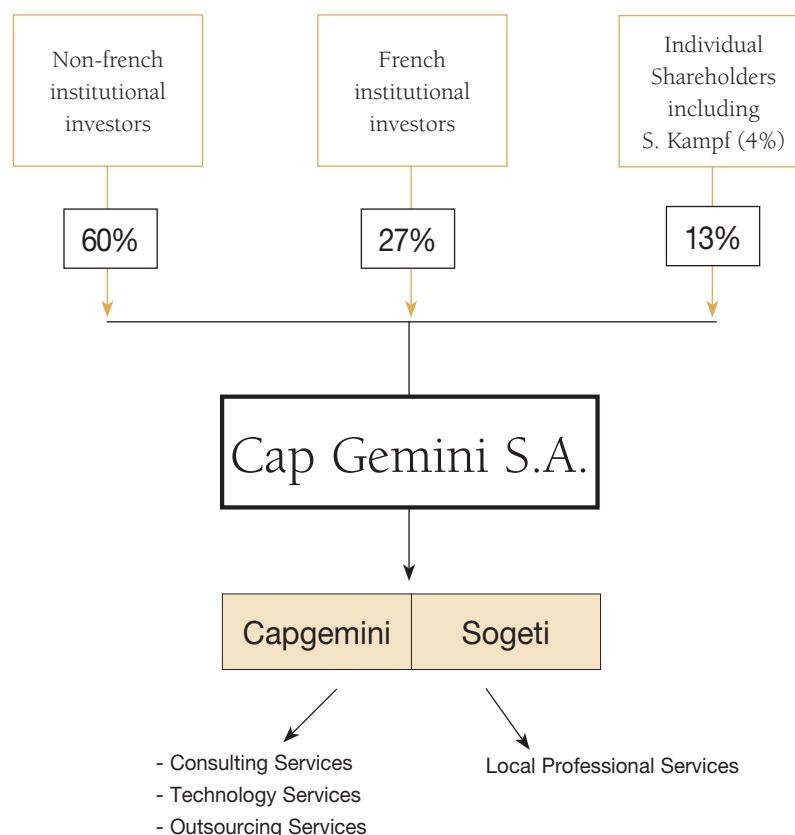 Non-french
institutional
investors
French
institutional
investors
Individual
Shareholders
including
S. Kampf (4%)
60%
27%
13%
Cap Gemini S.A.
Capgemini
Sogeti
- Consulting Services
- Technology Services
- Outsourcing Services
Local Professional Services